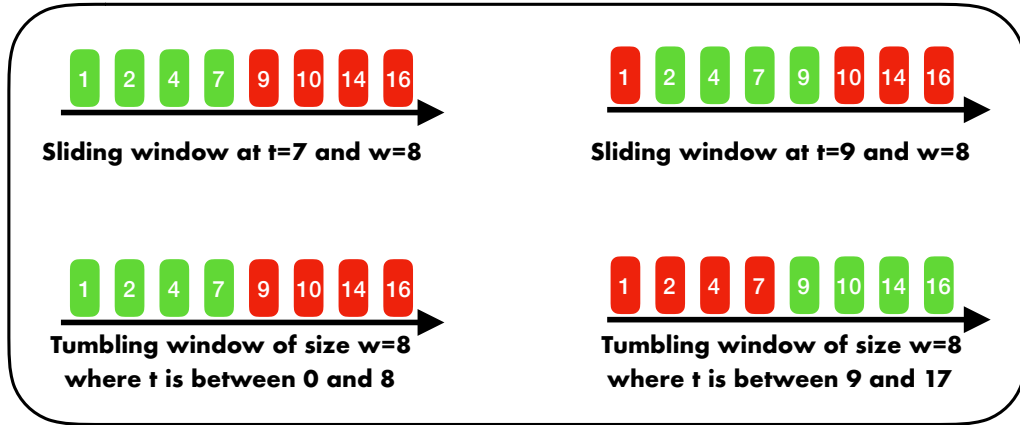 1 2 4 7 9 10 14 16
Sliding window at t=7 and w=8
1 2 4 7 9 10 14 16
Sliding window at t=9 and w=8
1 2 4 7 9 10 14 16
Tumbling window of size w=8
where t is between 0 and 8
1 2 4 7 9 10 14 16
Tumbling window of size w=8
where t is between 9 and 17